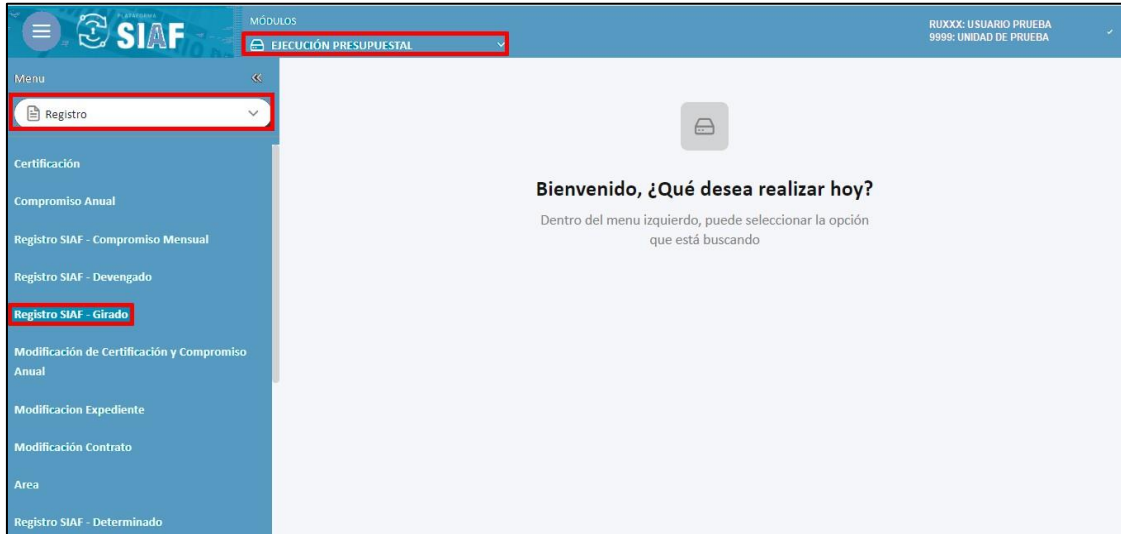 PLATAFORMA
SIAF
MÓDULOS
EJECUCIÓN PRESUPUESTAL
RUXXX: USUARIO PRUEBA
9999: UNIDAD DE PRUEBA
Menu
Registro
Certificación
Compromiso Anual
Registro SIAF - Compromiso Mensual
Registro SIAF - Devengado
Registro SIAF - Girado
Modificación de Certificación y Compromiso
Anual
Modificacion Expediente
Modificación Contrato
Area
Registro SIAF - Determinado
Bienvenido, ¿Qué desea realizar hoy?
Dentro del menu izquierdo, puede seleccionar la opción
que está buscando